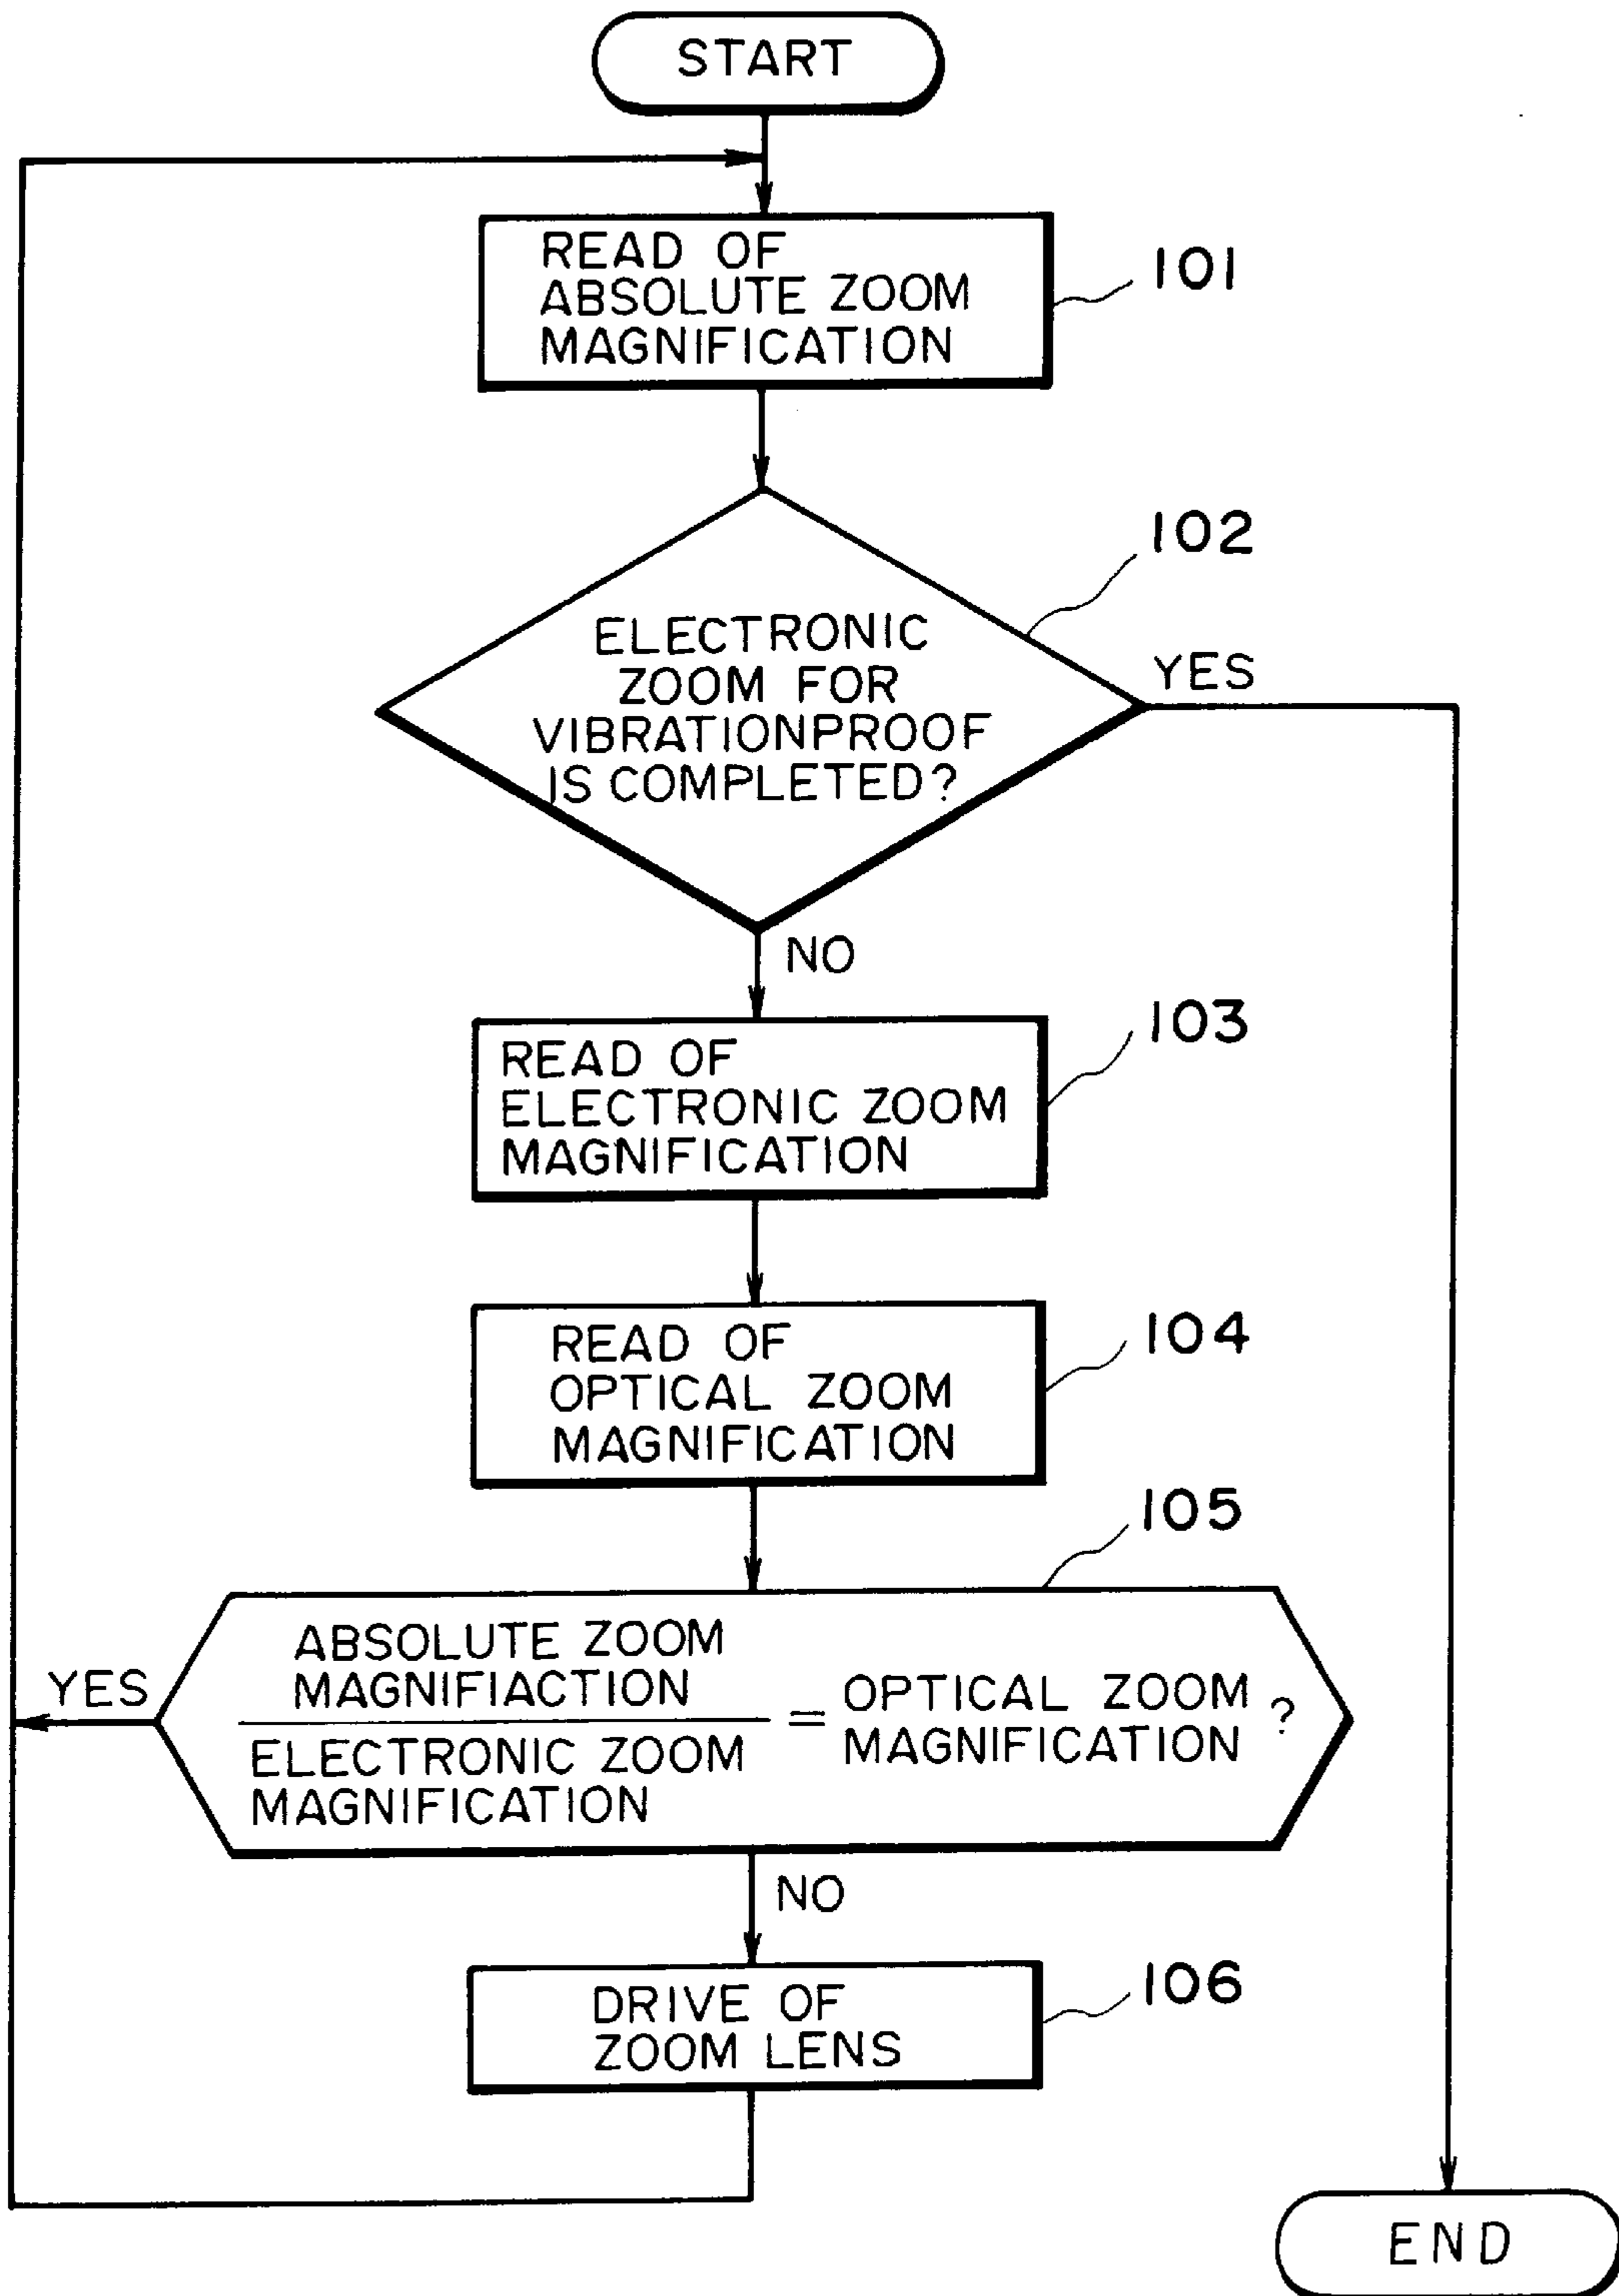 START
READ OF
ABSOLUTE ZOOM
MAGNIFICATION
101
102
ELECTRONIC
ZOOM FOR
VIBRATIONPROOF
IS COMPLETED?
YES
NO
103
READ OF
ELECTRONIC ZOOM
MAGNIFICATION
104
READ OF
OPTICAL ZOOM
MAGNIFICATION
105
YES
ABSOLUTE ZOOM
MAGNIFIACTION
ELECTRONIC ZOOM
MAGNIFICATION
=
OPTICAL ZOOM
MAGNIFICATION
?
NO
106
DRIVE OF
ZOOM LENS
END